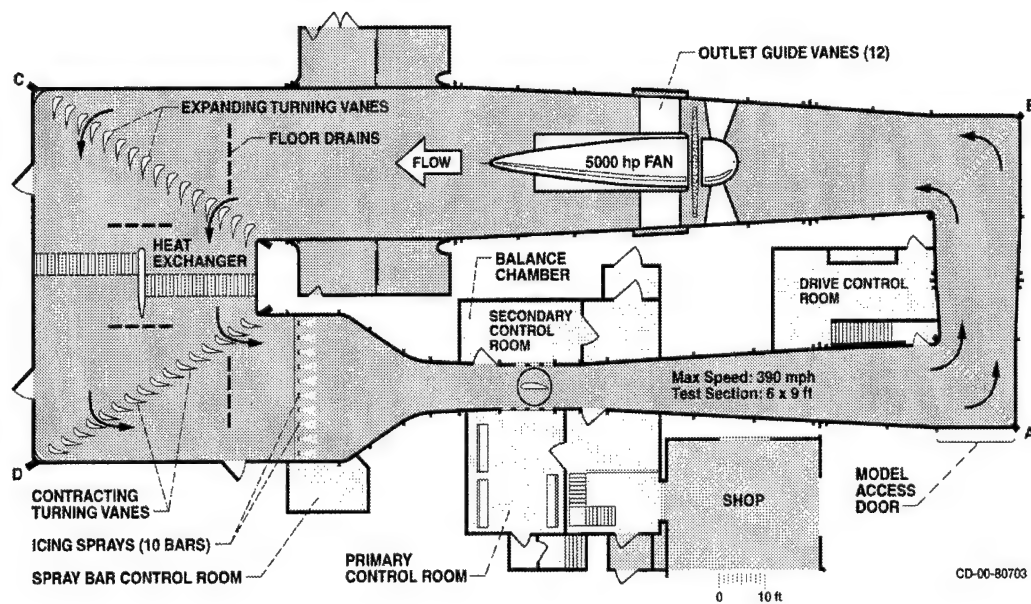 OUTLET GUIDE VANES (12)
C
EXPANDING TURNING VANES
B
FLOOR DRAINS
FLOW
5000 hp FAN
HEAT
EXCHANGER
BALANCE
CHAMBER
DRIVE CONTROL
ROOM
SECONDARY
CONTROL
ROOM
Max Speed: 390 mph
Test Section: 6 x 9 ft
D
A
CONTRACTING
TURNING VANES
SHOP
MODEL
ACCESS
DOOR
ICING SPRAYS (10 BARS)
PRIMARY
CONTROL ROOM
SPRAY BAR CONTROL ROOM
CD-00-80703
0 10 ft